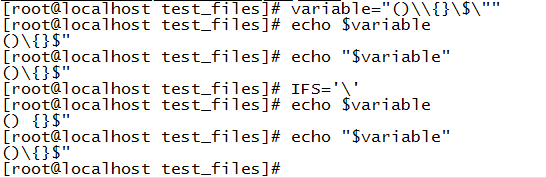 [root@localhost test_files]# variable="()\\{}\$\""
[root@localhost test_files]# echo $variable
()\{}$"
[root@localhost test_files]# echo "$variable"
()\{}$"
[root@localhost test_files]# IFS='\'
[root@localhost test_files]# echo $variable
() {}$"
[root@localhost test_files]# echo "$variable"
()\{}$"
[root@localhost test_files]#